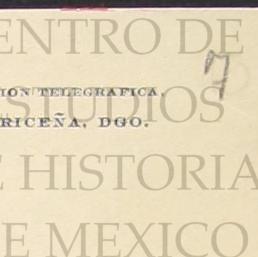 ENTRO DE
7
ION TELEGRAFICA.
STUDIOS
RICEÑA, DGO.
E HISTORIA
E MEXICO